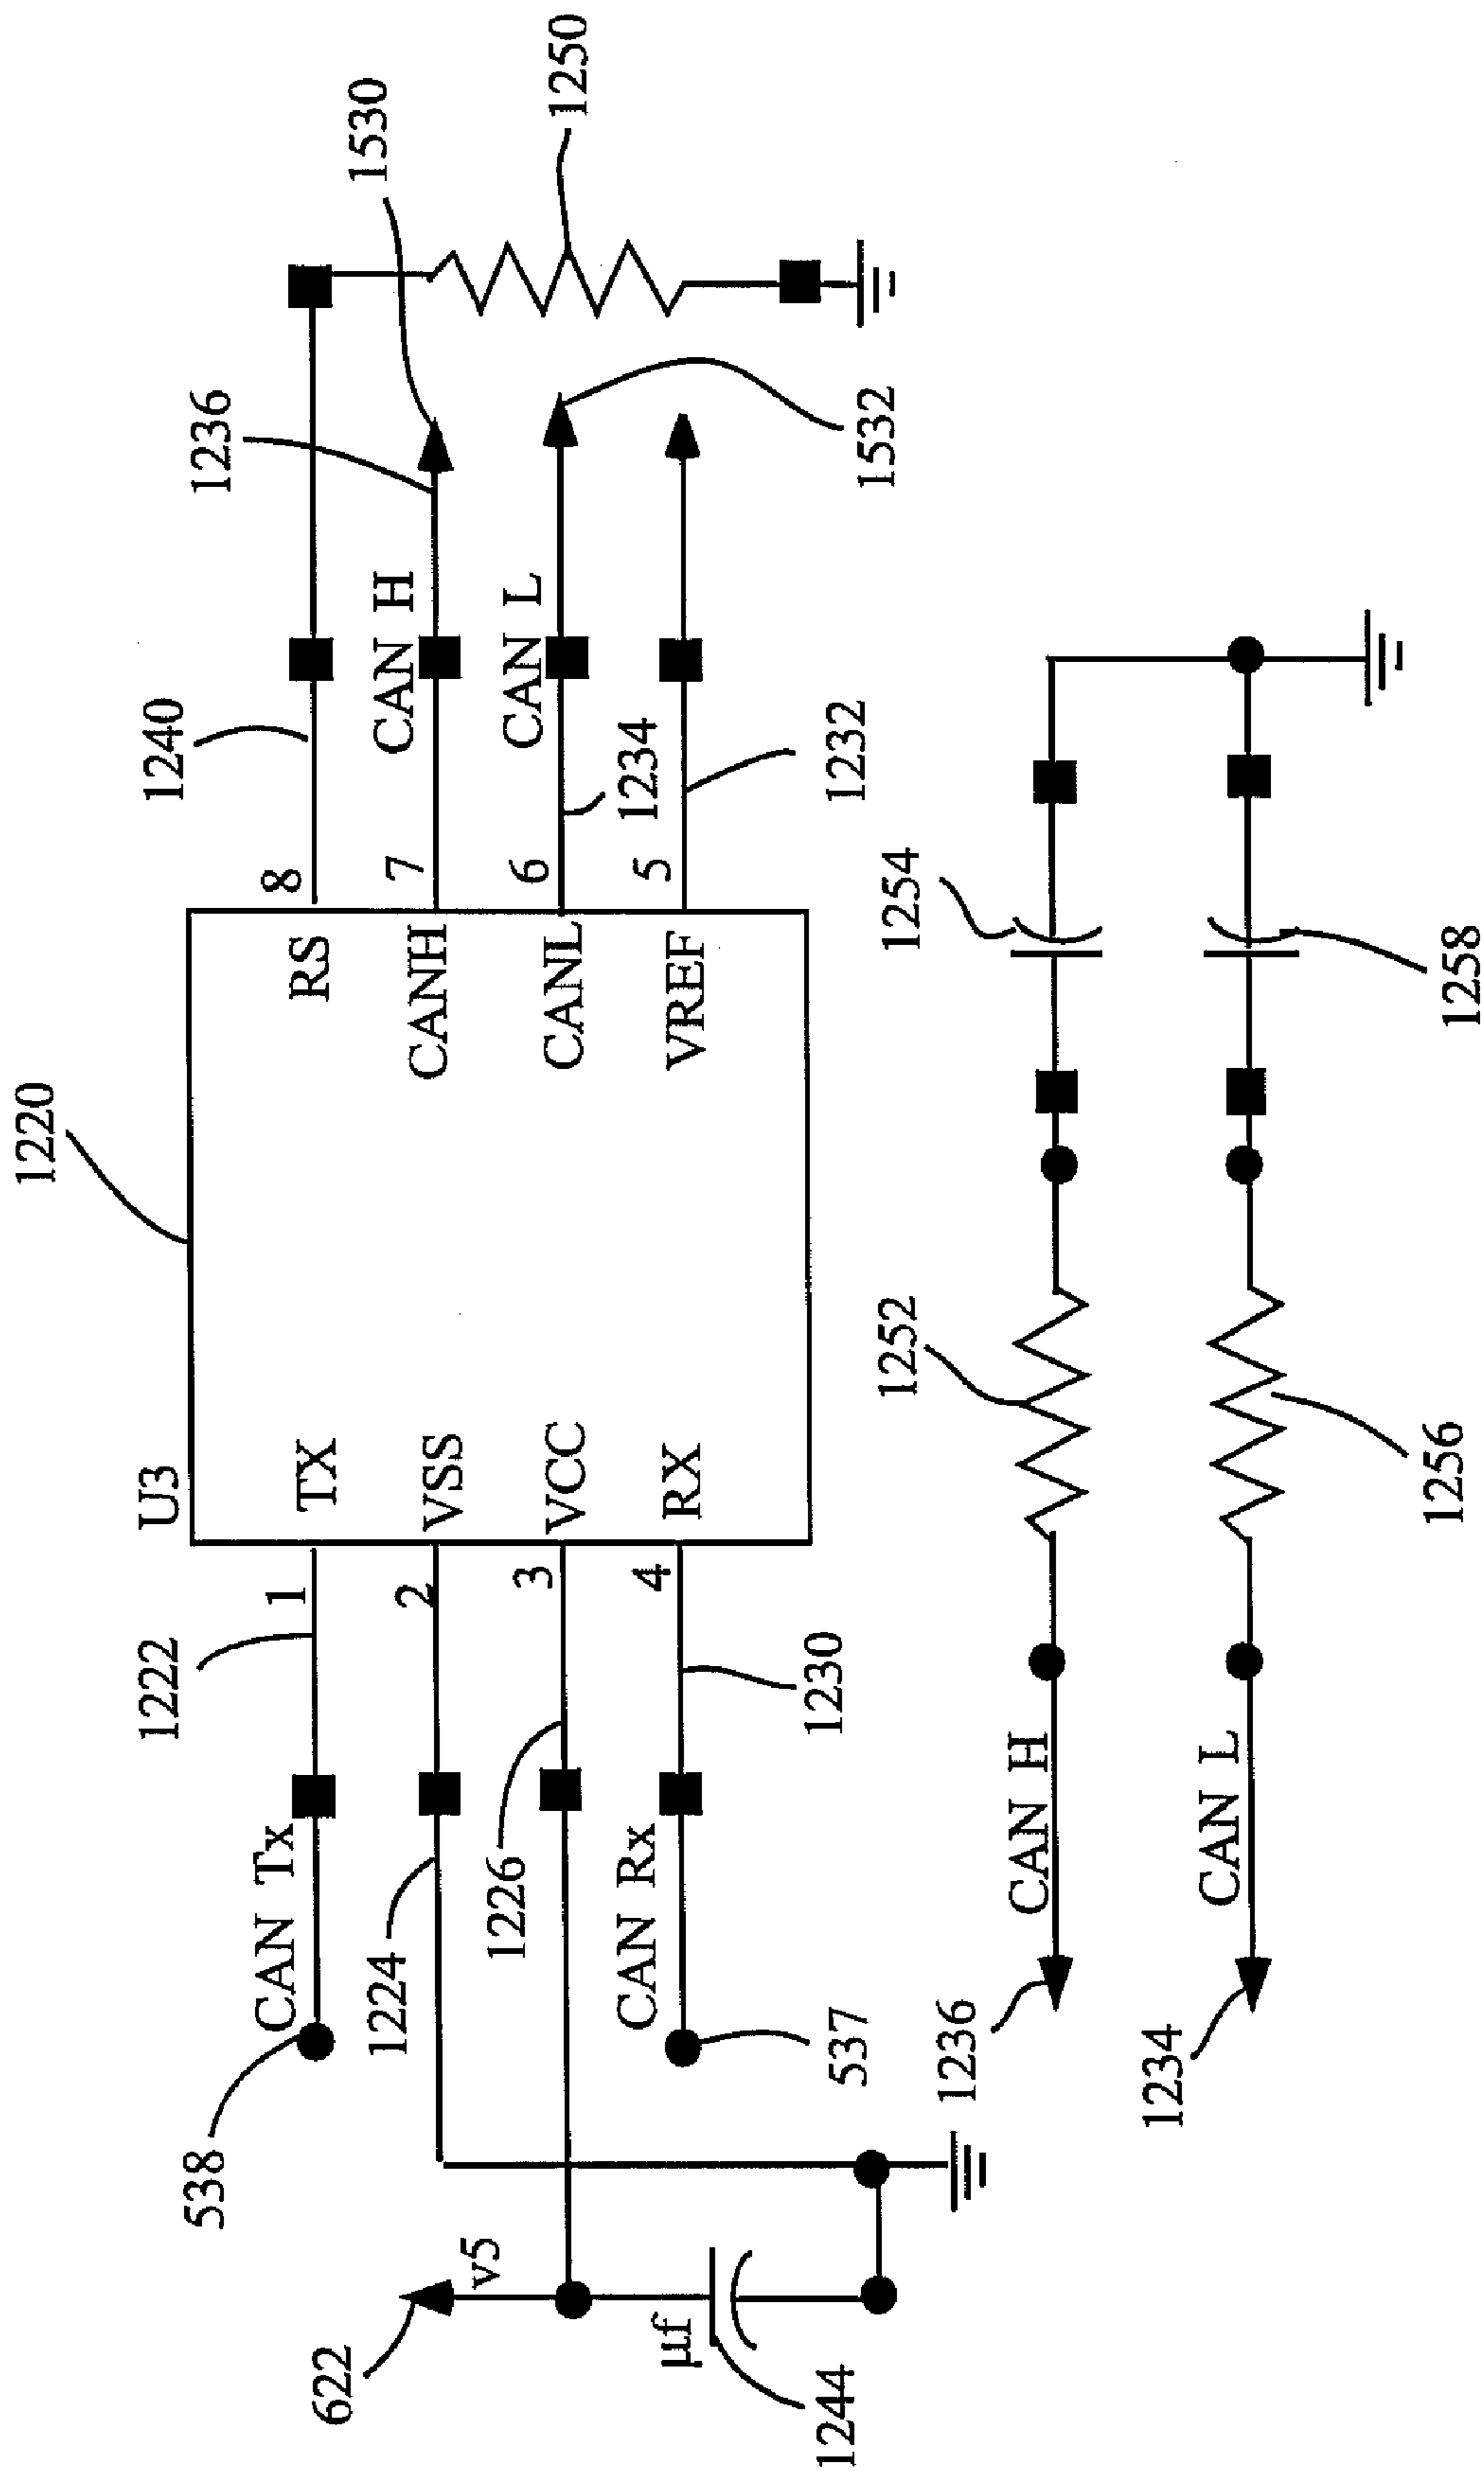 1220
U3
538
CAN Tx
1222
1
TX
RS
8
1240
1236
1530
622
v5
1224
2
VSS
CANH
7
CAN H
1226
3
VCC
CANL
6
1234
CAN L
1250
µf
CAN Rx
4
RX
VREF
5
1244
537
1230
1232
1532
1236
CAN H
1252
1254
1234
CAN L
1256
1258